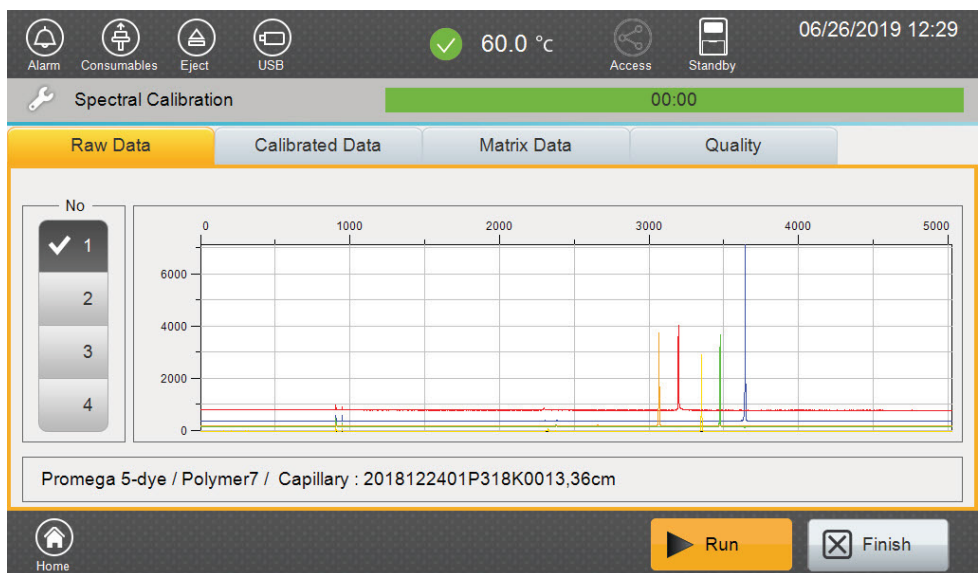 06/26/2019 12:29
60.0 °c
Alarm Consumables Eject USB Access Standby
Spectral Calibration 00:00
Raw Data Calibrated Data Matrix Data Quality
No
1
2
3
4
0 1000 2000 3000 4000 5000
6000
4000
2000
0
Promega 5-dye / Polymer7 / Capillary : 2018122401P318K0013,36cm
Home
Run
Finish